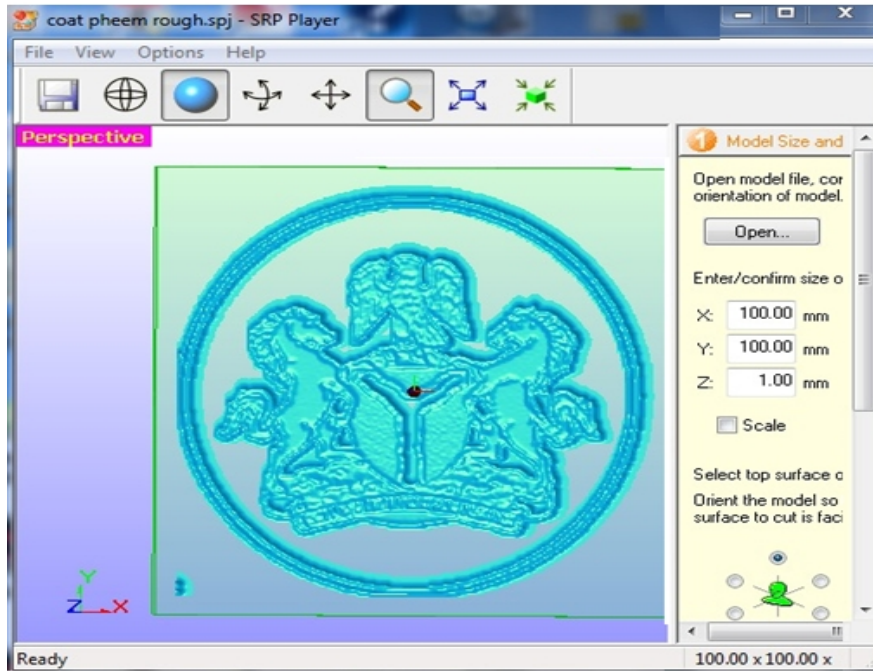 coat pheem rough.spj - SRP Player
File View Options Help
Perspective
1 Model Size and
Open model file, cor
orientation of model.
Open...
Enter/confirm size o
X: 100.00 mm
Y: 100.00 mm
Z: 1.00 mm
Scale
Select top surface o
Orient the model so
surface to cut is faci
Y
Z X
Ready 100.00 x 100.00 x